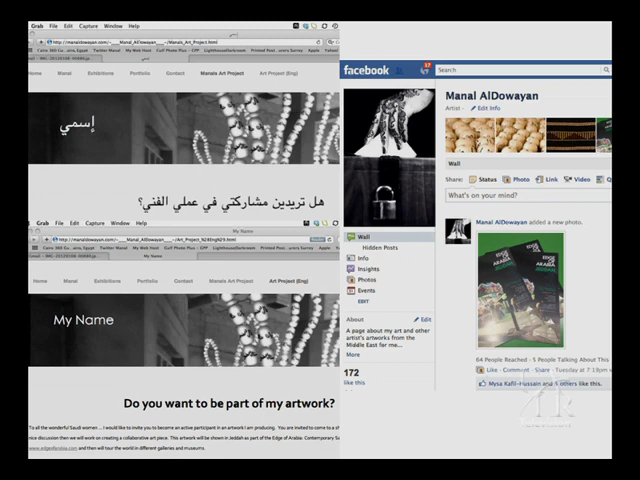 Grab File Edit Capture Window Help
Home Manal Exhibitions Portfolio Contact Manals Art Project Art Project (Eng)
إسمي
هل تريدين مشاركتي في عملي الفني؟
Grab File Edit Capture Window Help
My Name
Home Manal Exhibitions Portfolio Contact Manals Art Project Art Project (Eng)
My Name
Do you want to be part of my artwork?
To all the wonderful Saudi women ... I would like to invite you to become an active participant in an artwork I am producing. You are invited to come to a
nice discussion then we will work on creating a collaborative art piece. This artwork will be shown in Jeddah as part of the Edge of Arabia: Contemporary
www.edgeofarabia.com and then will tour the world in different galleries and museums.
facebook
Search
Manal AlDowayan
Artist · Edit Info
Wall
Share: Status Photo Link Video
What's on your mind?
Wall
Hidden Posts
Info
Insights
Photos
Events
EDIT
About Edit
A page about my art and other
artist's artworks from the
Middle East for me...
More
172
like this
Manal AlDowayan added a new photo.
EDGE
OF
ARABIA
64 People Reached · 5 People Talking About This
Like · Comment · Share · Tuesday at 7:19pm
Mysa Kafil-Hussain and 5 others like this.